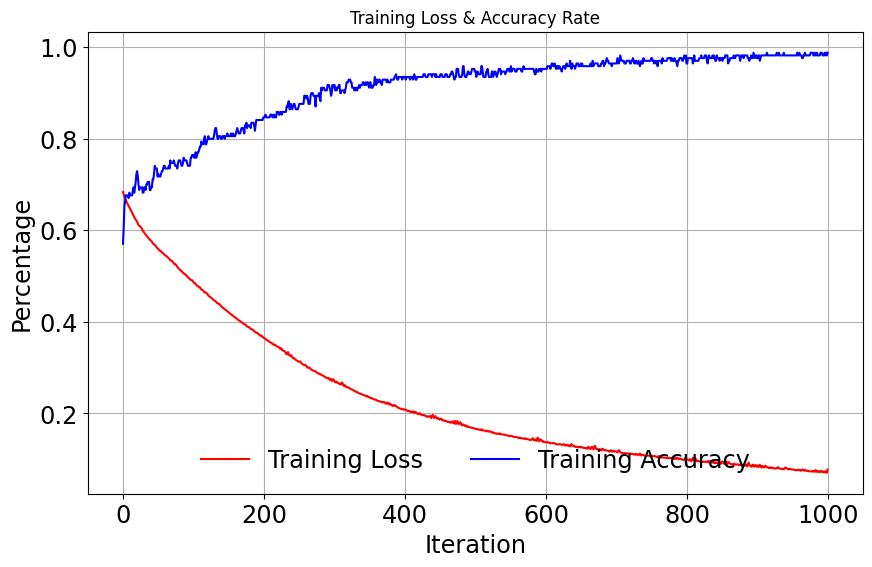 Training Loss & Accuracy Rate
1.0
0.8
0.6
0.4
0.2
Percentage
Training Loss
Training Accuracy
0 200 400 600 800 1000
Iteration